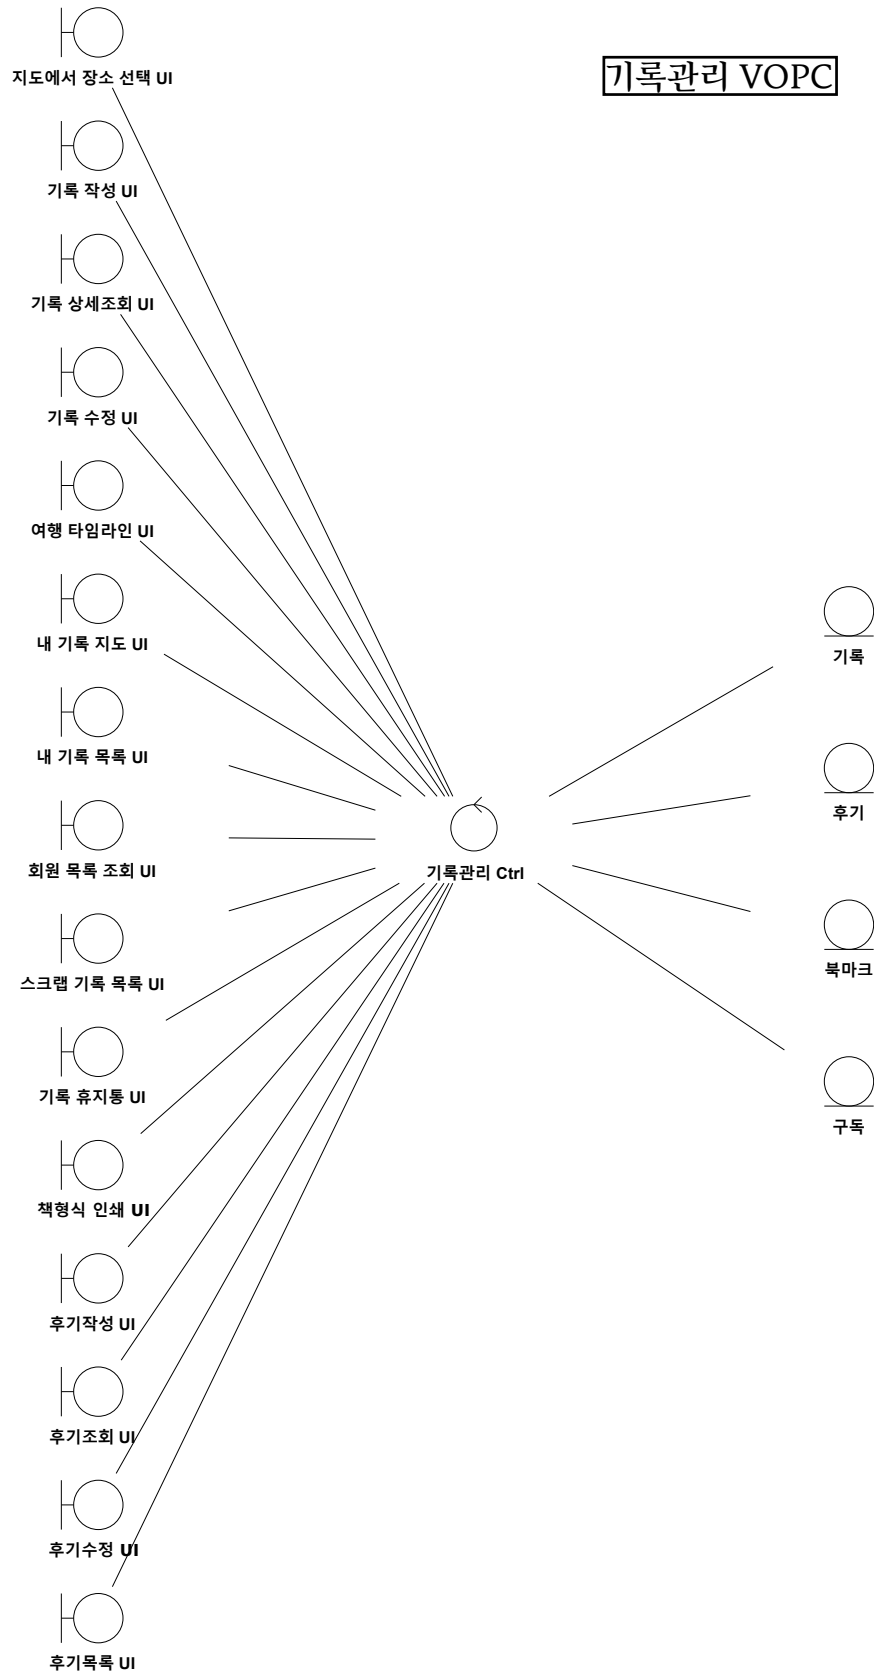 기록관리 VOPC
지도에서 장소 선택 UI
기록 작성 UI
기록 상세조회 UI
기록 수정 UI
여행 타임라인 UI
내 기록 지도 UI
내 기록 목록 UI
회원 목록 조회 UI
스크랩 기록 목록 UI
기록 휴지통 UI
책형식 인쇄 UI
후기작성 UI
후기조회 UI
후기수정 UI
후기목록 UI
기록관리 Ctrl
기록
후기
북마크
구독